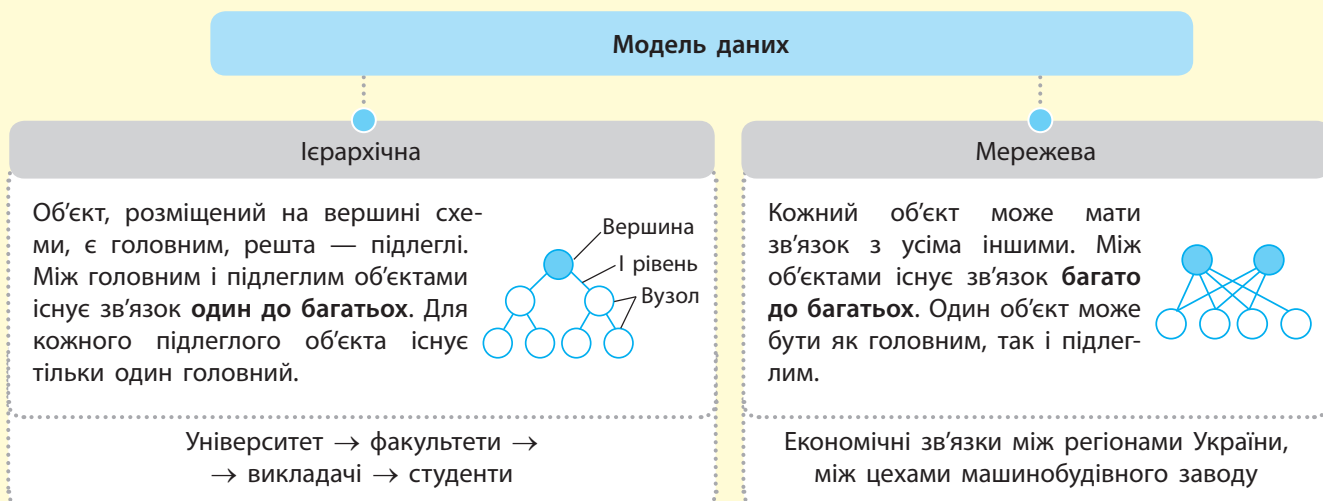 Модель даних
Ієрархічна
Об'єкт, розміщений на вершині схе-
ми, є головним, решта — підлеглі.
Між головним і підлеглим об'єктами
існує зв'язок один до багатьох. Для
кожного підлеглого об'єкта існує
тільки один головний.
Вершина
І рівень
Вузол
Університет → факультети →
→ викладачі → студенти
Мережева
Кожний об'єкт може мати
зв'язок з усіма іншими. Між
об'єктами існує зв'язок багато
до багатьох. Один об'єкт може
бути як головним, так і підлег-
лим.
Економічні зв'язки між регіонами України,
між цехами машинобудівного заводу